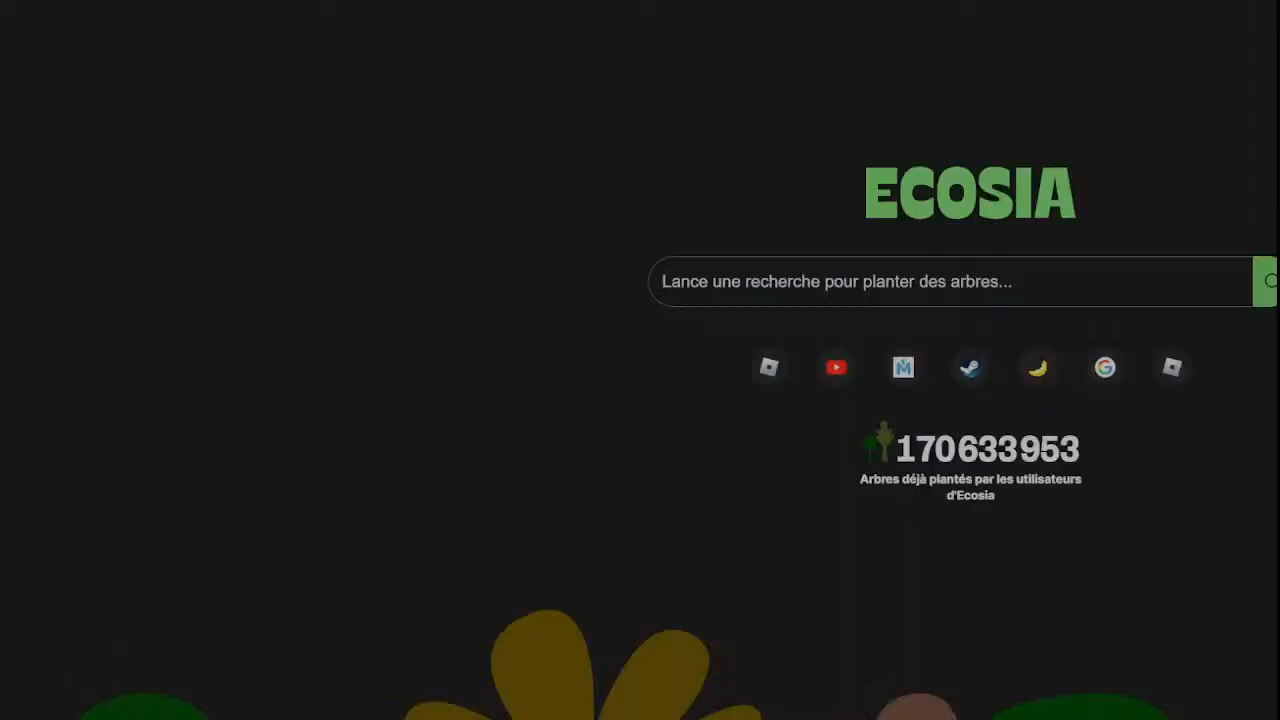 ECOSIA
Lance une recherche pour planter des arbres...
170633953
Arbres déjà plantés par les utilisateurs
d'Ecosia